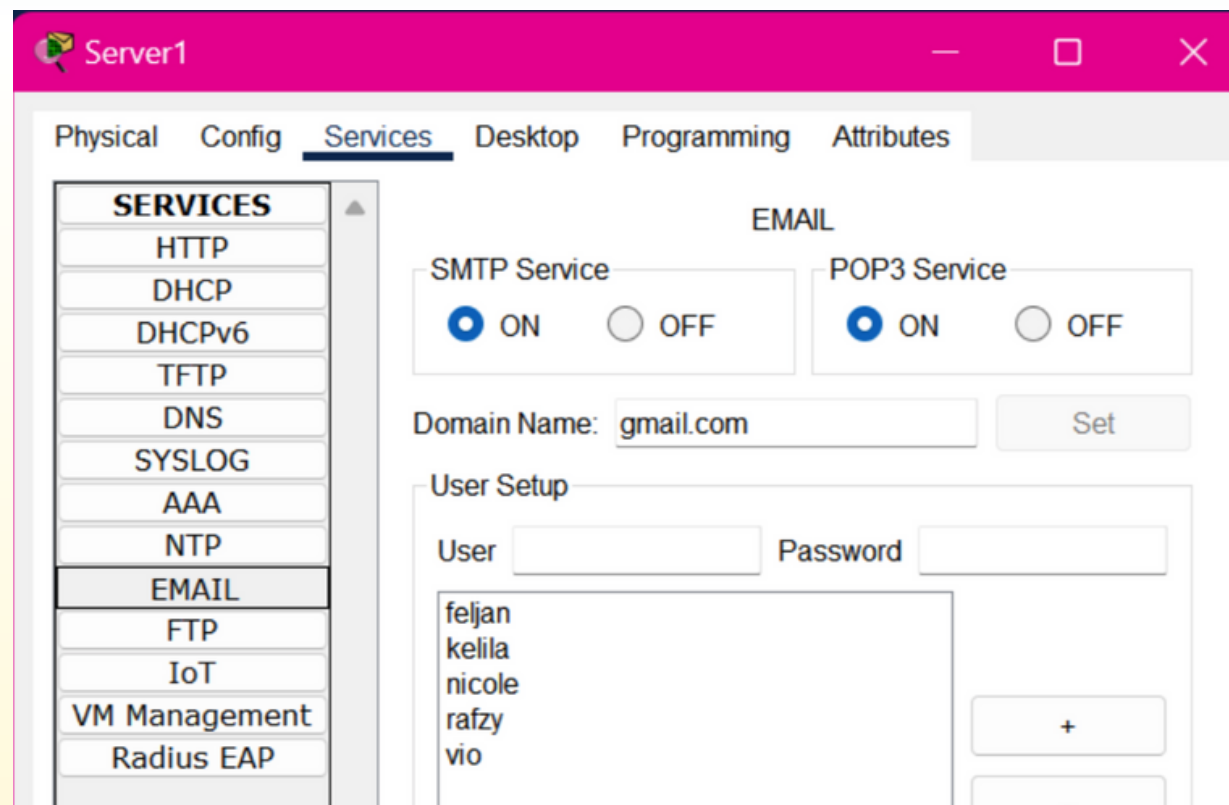 Server1
Physical Config Services Desktop Programming Attributes
SERVICES
HTTP
DHCP
DHCPv6
TFTP
DNS
SYSLOG
AAA
NTP
EMAIL
FTP
IoT
VM Management
Radius EAP
EMAIL
SMTP Service
ON OFF
POP3 Service
ON OFF
Domain Name: gmail.com Set
User Setup
User Password
feljan
kelila
nicole
rafzy
vio
+